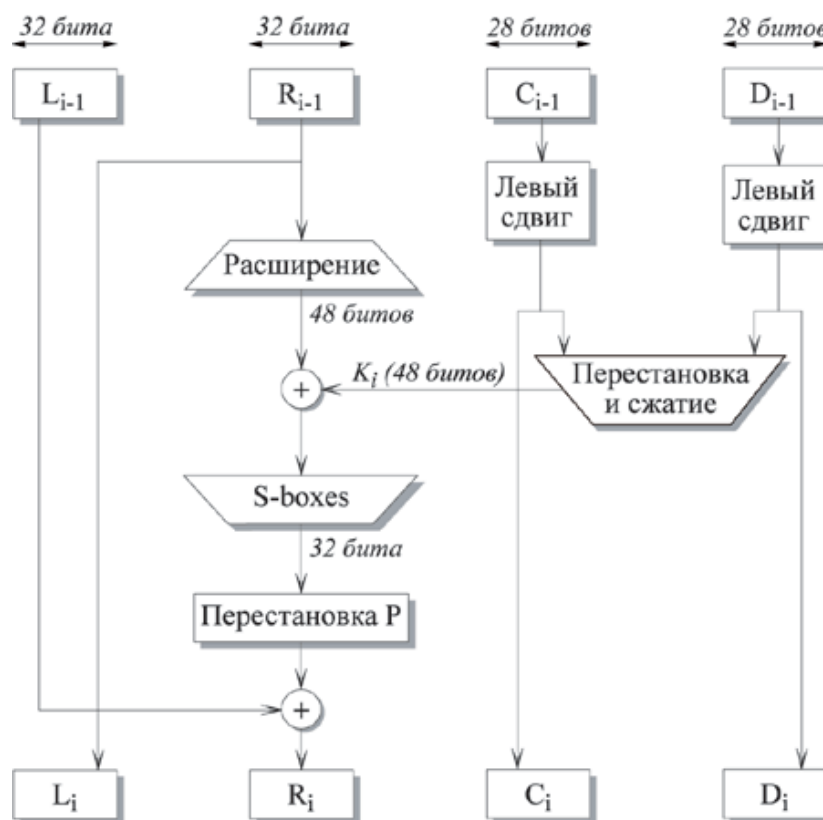 32 бита 32 бита 28 битов 28 битов
L i-1 R i-1 C i-1 D i-1
Левый сдвиг
Левый сдвиг
Расширение
48 битов
K i (48 битов)
+
Перестановка и сжатие
S-boxes
32 бита
Перестановка P
+
L i R i C i D i